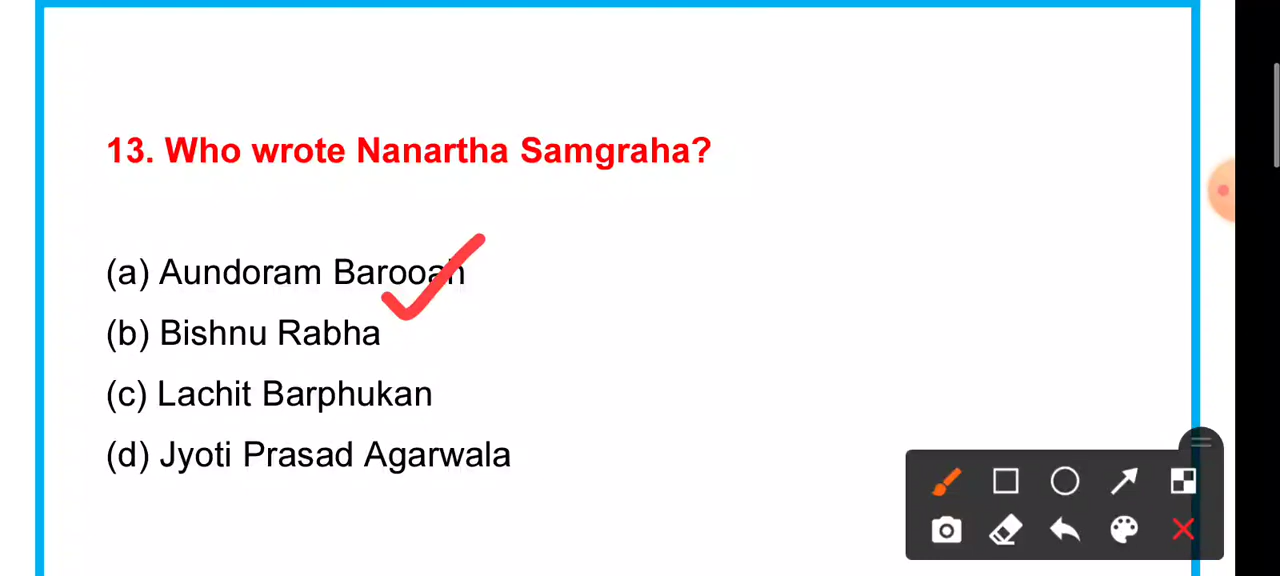 13. Who wrote Nanartha Samgraha?
(a) Aundoram Barooah
(b) Bishnu Rabha
(c) Lachit Barphukan
(d) Jyoti Prasad Agarwala